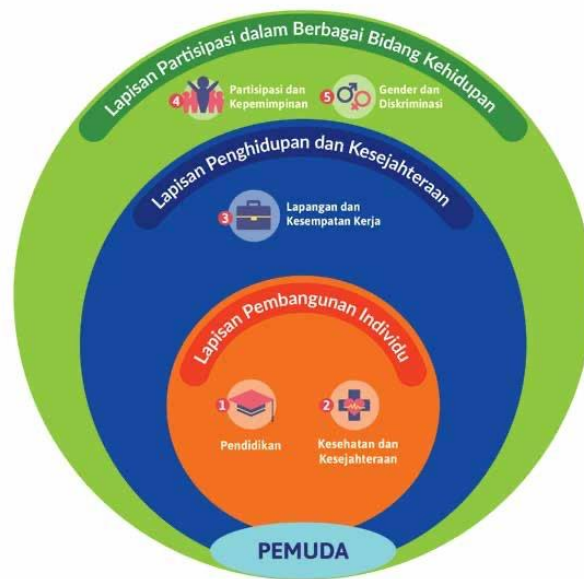 Lapisan Partisipasi dalam Berbagai Bidang Kehidupan
4
Partisipasi dan
Kepemimpinan
5
Gender dan
Diskriminasi
Lapisan Penghidupan dan Kesejahteraan
3
Lapangan dan
Kesempatan Kerja
Lapisan Pembangunan Individu
1
Pendidikan
2
Kesehatan dan
Kesejahteraan
PEMUDA